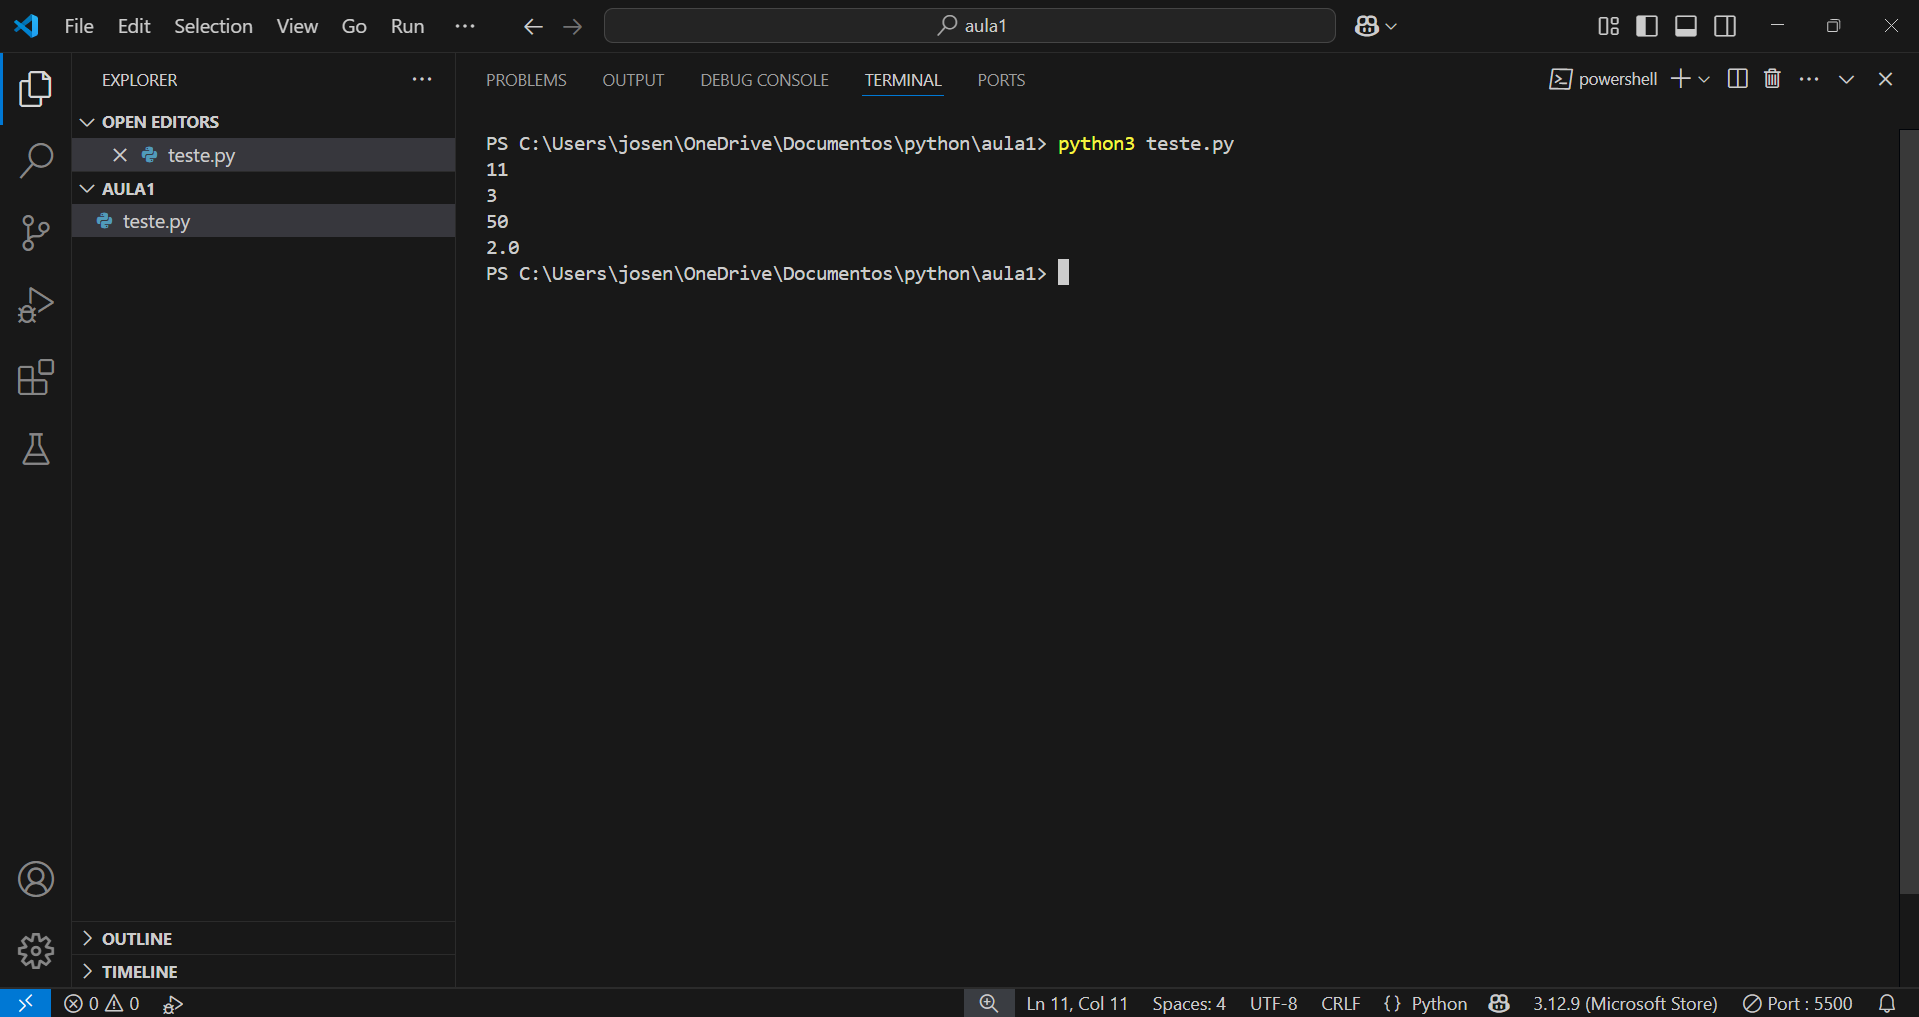 File Edit Selection View Go Run ··· aula1
EXPLORER ···
OPEN EDITORS
teste.py
AULA1
teste.py
OUTLINE
TIMELINE
PROBLEMS OUTPUT DEBUG CONSOLE TERMINAL PORTS powershell ···
PS C:\Users\josen\OneDrive\Documentos\python\aula1> python3 teste.py
11
3
50
2.0
PS C:\Users\josen\OneDrive\Documentos\python\aula1>
0 0 Ln 11, Col 11 Spaces: 4 UTF-8 CRLF {} Python 3.12.9 (Microsoft Store) Port : 5500